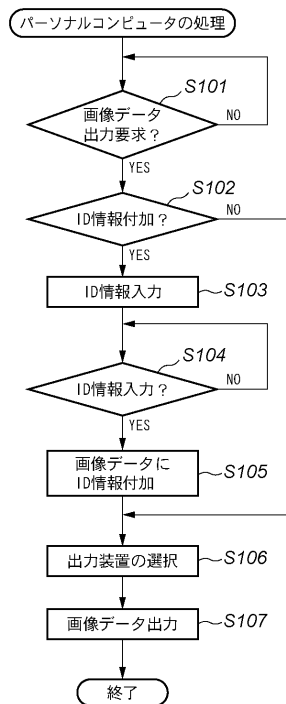 パーソナルコンピュータの処理
S101
画像データ
出力要求？
NO
YES
S102
ID情報付加？
NO
YES
ID情報入力
S103
S104
ID情報入力？
NO
YES
画像データに
ID情報付加
S105
出力装置の選択
S106
画像データ出力
S107
終了